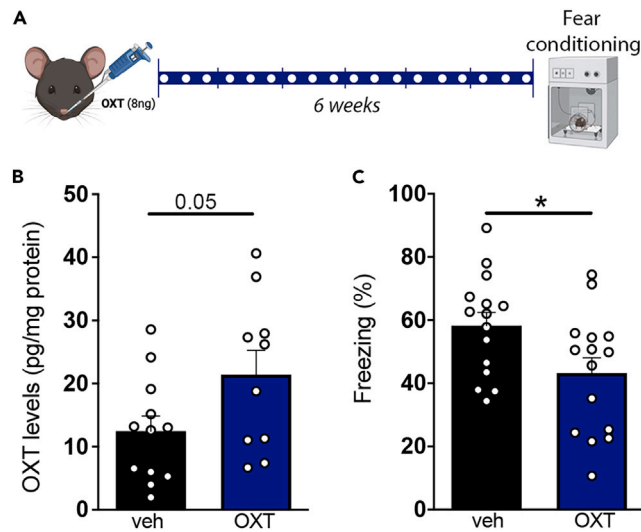 A
OXT (8ng)
6 weeks
Fear
conditioning
B
OXT levels (pg/mg protein)
50
40
30
20
10
0
0.05
veh
OXT
C
Freezing (%)
100
80
60
40
20
0
*
veh
OXT